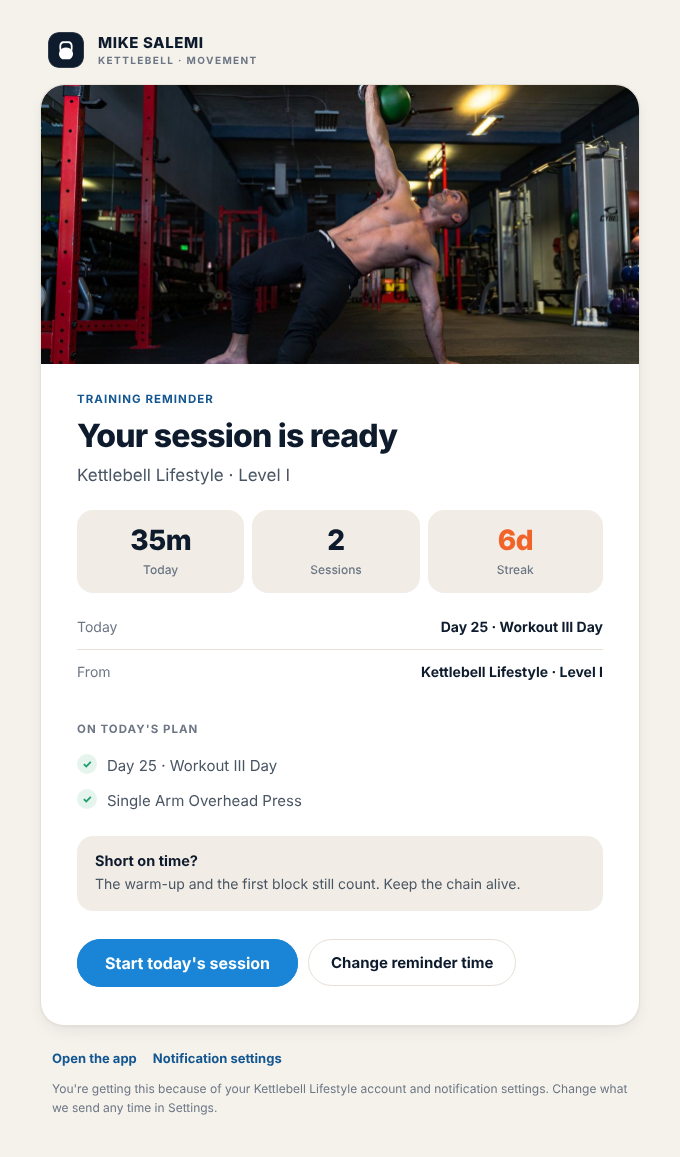 MIKE SALEMI
KETTLEBELL · MOVEMENT
TRAINING REMINDER
Your session is ready
Kettlebell Lifestyle · Level I
35m
Today
2
Sessions
6d
Streak
Today
Day 25 · Workout III Day
From
Kettlebell Lifestyle · Level I
ON TODAY'S PLAN
Day 25 · Workout III Day
Single Arm Overhead Press
Short on time?
The warm-up and the first block still count. Keep the chain alive.
Start today's session
Change reminder time
Open the app
Notification settings
You're getting this because of your Kettlebell Lifestyle account and notification settings. Change what
we send any time in Settings.